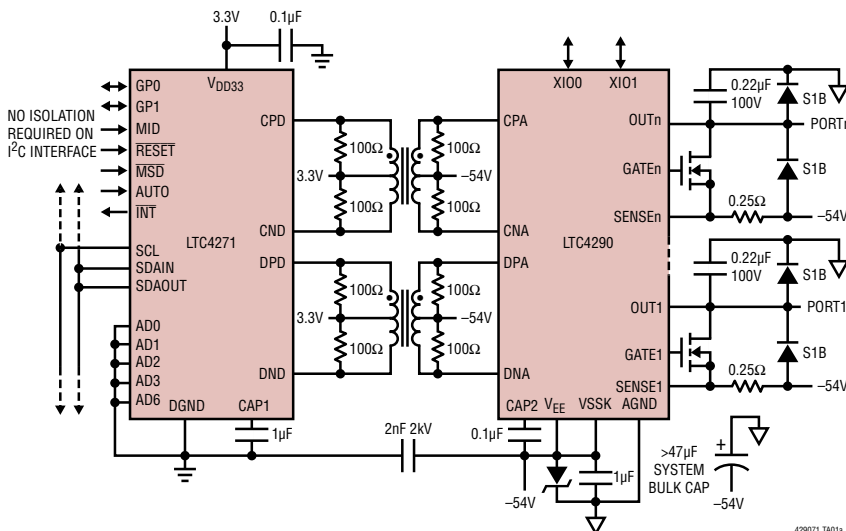 3.3V
0.1µF
VDD33
GP0
GP1
MID
RESET
MSD
AUTO
INT
NO ISOLATION
REQUIRED ON
I2C INTERFACE
SCL
SDAIN
SDAOUT
AD0
AD1
AD2
AD3
AD6
LTC4271
CPD
CND
DPD
DND
DGND
CAP1
1µF
100Ω
3.3V
100Ω
100Ω
–54V
100Ω
100Ω
3.3V
100Ω
100Ω
–54V
100Ω
2nF 2kV
XIO0
XIO1
CPA
CNA
DPA
DNA
LTC4290
OUTn
GATEn
SENSEn
OUT1
GATE1
SENSE1
CAP2
VEE
VSSK
AGND
0.1µF
–54V
1µF
0.22µF
100V
S1B
PORTn
S1B
0.25Ω
–54V
0.22µF
100V
S1B
PORT1
S1B
0.25Ω
–54V
+
>47µF
SYSTEM
BULK CAP
–54V
429071 TA01a